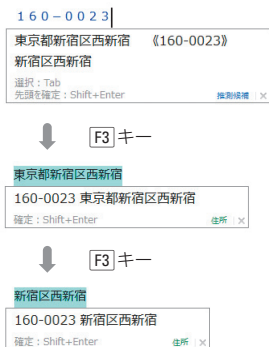 １６０－００２３
東京都新宿区西新宿　《160-0023》
新宿区西新宿
選択：Tab
先頭を確定：Shift+Enter　推測候補 | ×
F3 キー
東京都新宿区西新宿
160-0023 東京都新宿区西新宿
確定：Shift+Enter　住所 | ×
F3 キー
新宿区西新宿
160-0023 新宿区西新宿
確定：Shift+Enter　住所 | ×